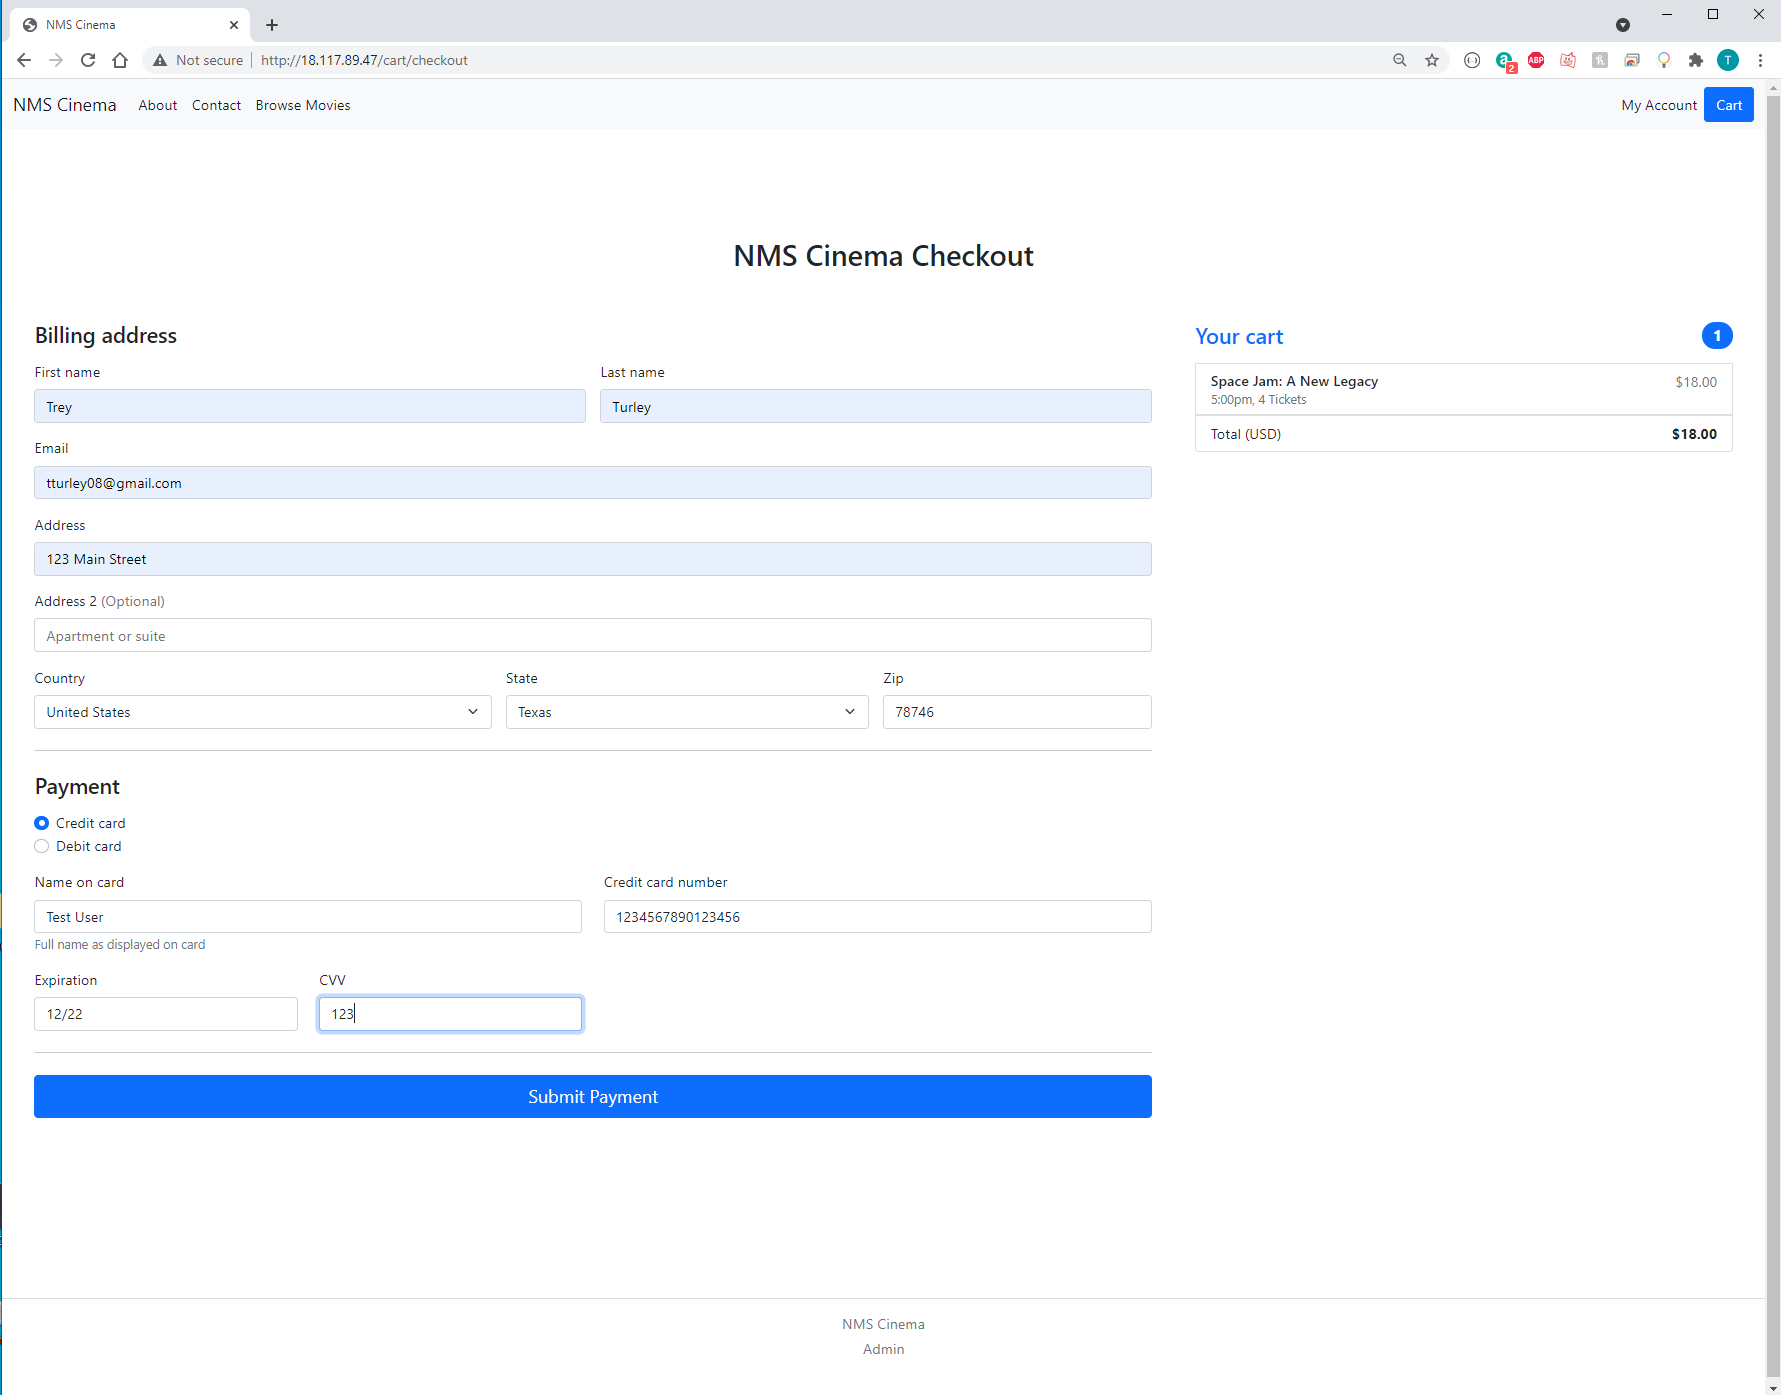 NMS Cinema
Not secure
http://18.117.89.47/cart/checkout
2
ABP
T
NMS Cinema About Contact Browse Movies My Account Cart
NMS Cinema Checkout
Billing address
First name Last name
Trey Turley
Email
tturley08@gmail.com
Address
123 Main Street
Address 2 (Optional)
Apartment or suite
Country State Zip
United States Texas 78746
Payment
Credit card
Debit card
Name on card Credit card number
Test User 1234567890123456
Full name as displayed on card
Expiration CVV
12/22 123
Submit Payment
Your cart 1
Space Jam: A New Legacy $18.00
5:00pm, 4 Tickets
Total (USD) $18.00
NMS Cinema
Admin